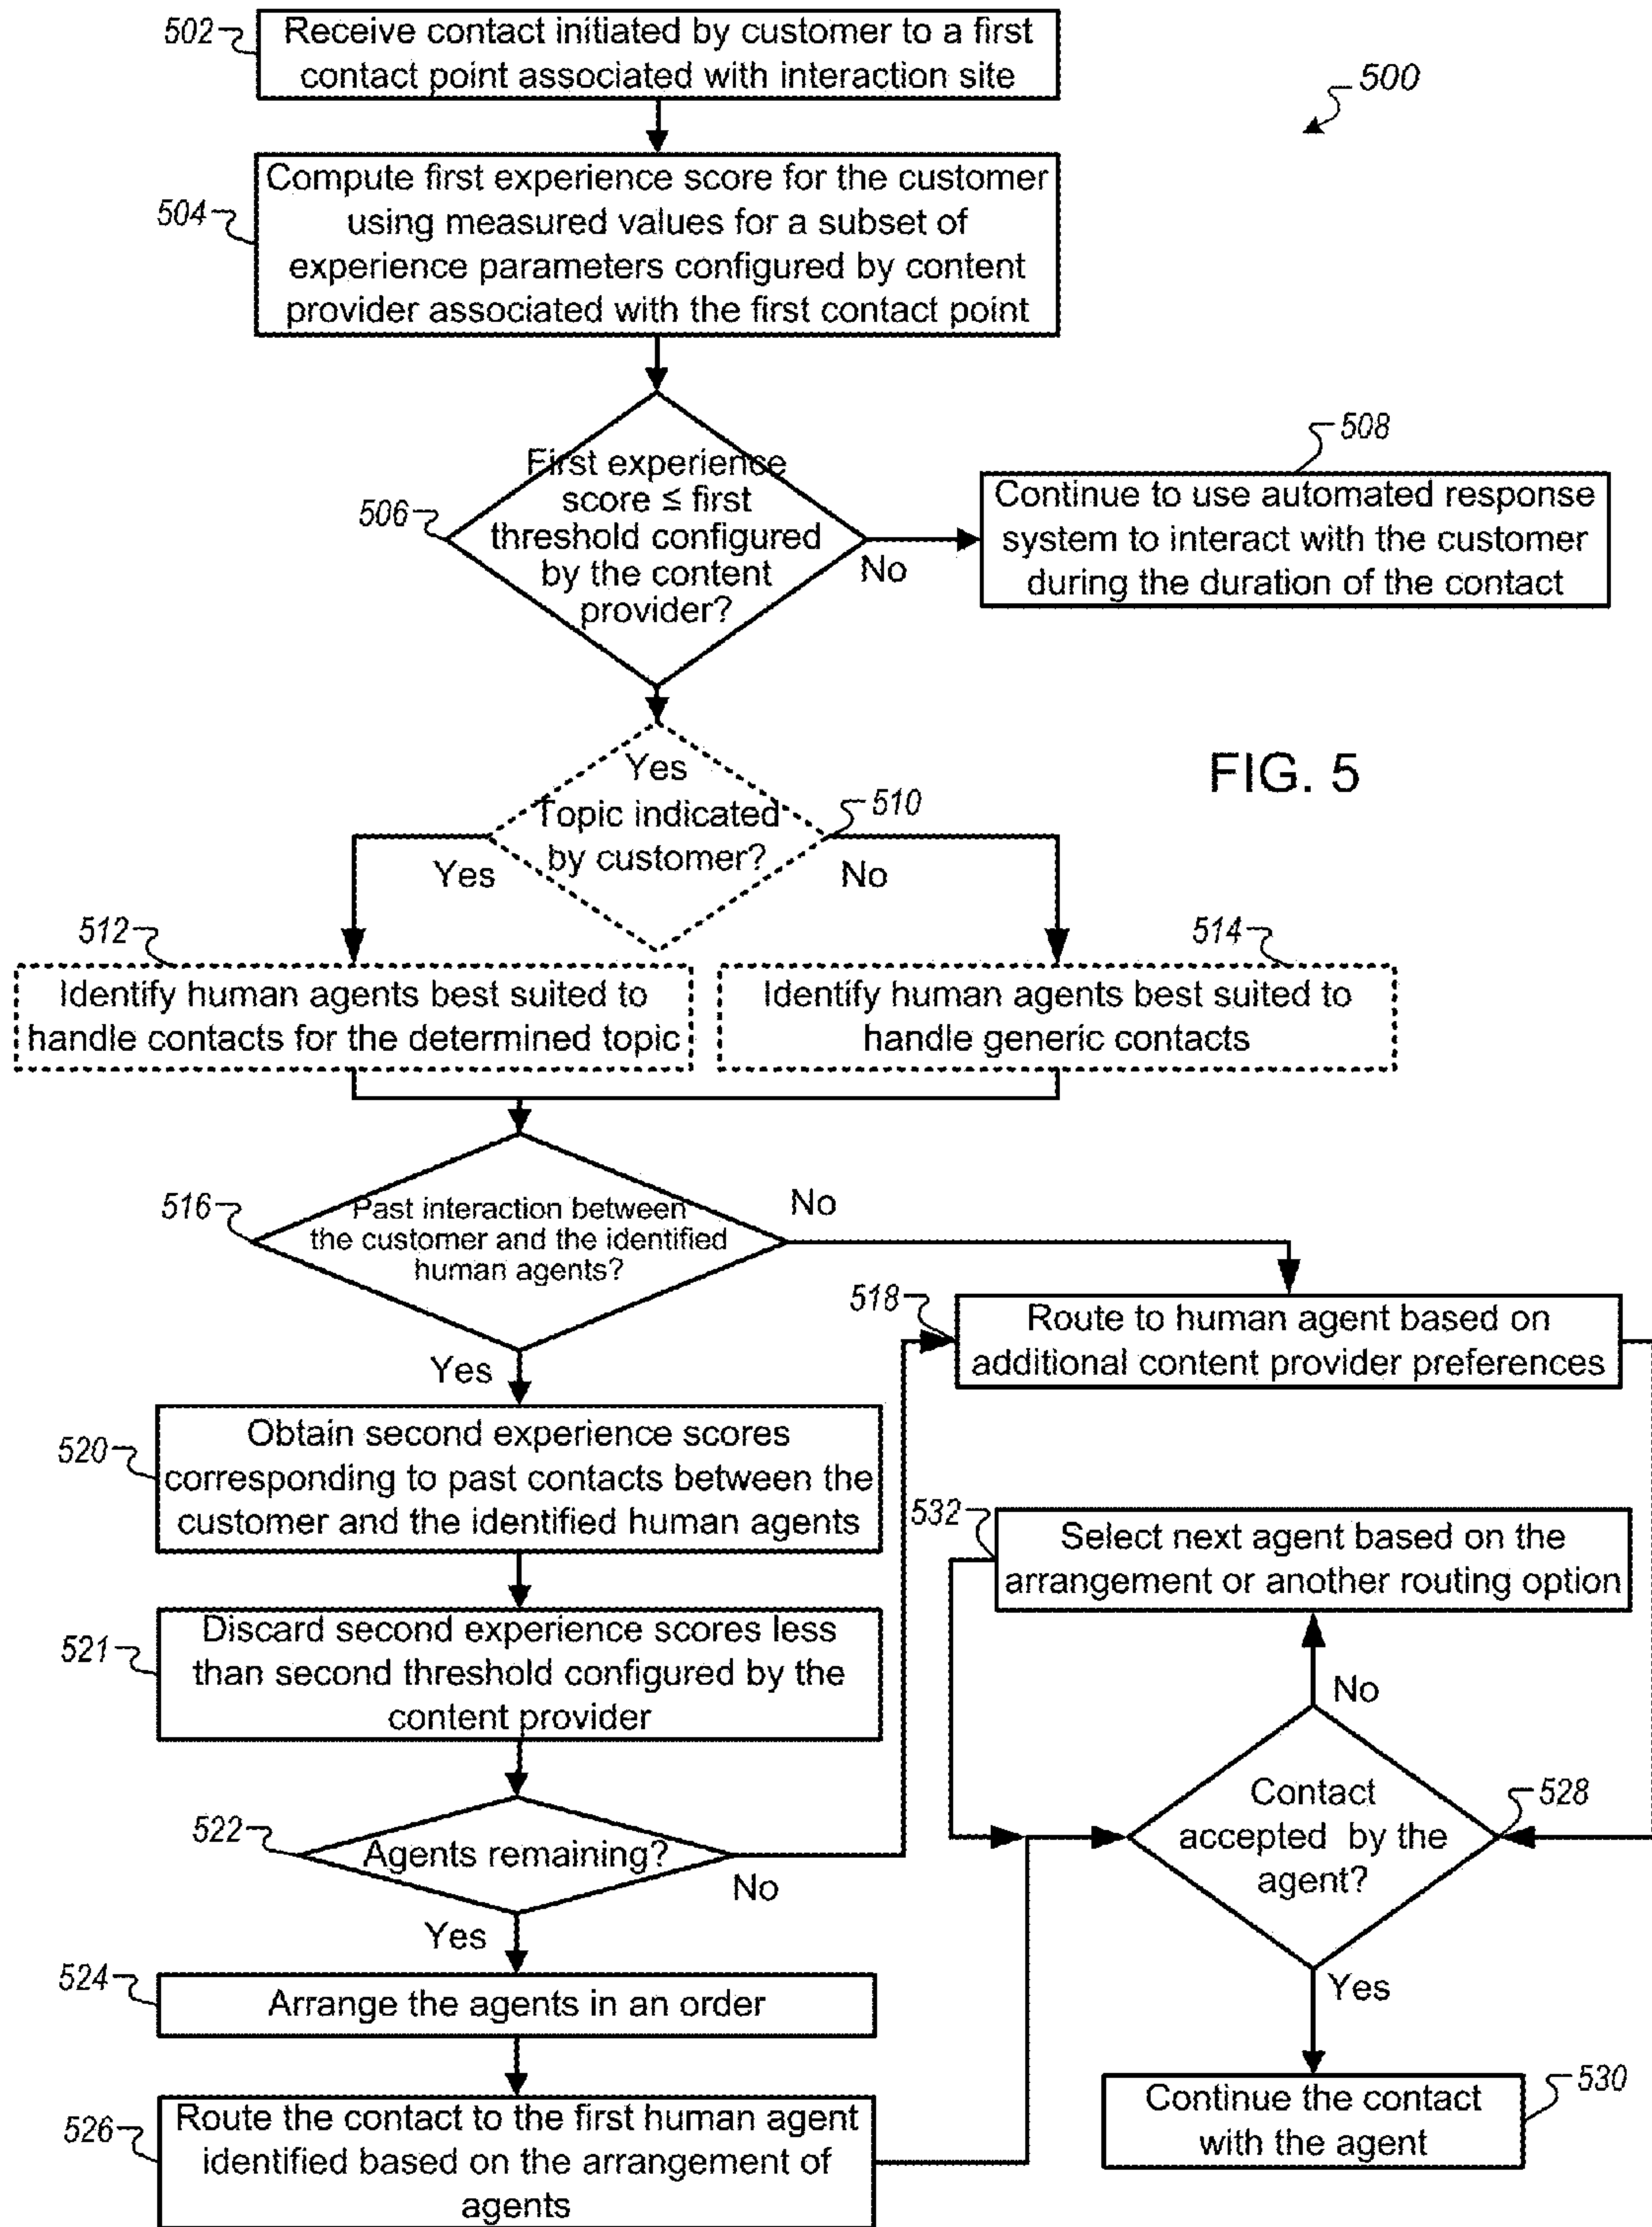 502
Receive contact initiated by customer to a first
contact point associated with interaction site
500
504
Compute first experience score for the customer
using measured values for a subset of
experience parameters configured by content
provider associated with the first contact point
506
First experience
score ≤ first
threshold configured
by the content
provider?
No
508
Continue to use automated response
system to interact with the customer
during the duration of the contact
FIG. 5
Yes
Topic indicated
by customer?
510
Yes
No
512
Identify human agents best suited to
handle contacts for the determined topic
514
Identify human agents best suited to
handle generic contacts
516
Past interaction between
the customer and the identified
human agents?
No
Yes
518
Route to human agent based on
additional content provider preferences
520
Obtain second experience scores
corresponding to past contacts between the
customer and the identified human agents
532
Select next agent based on the
arrangement or another routing option
521
Discard second experience scores less
than second threshold configured by the
content provider
No
522
Agents remaining?
No
Yes
Contact
accepted by the
agent?
528
Yes
524
Arrange the agents in an order
526
Route the contact to the first human agent
identified based on the arrangement of
agents
530
Continue the contact
with the agent